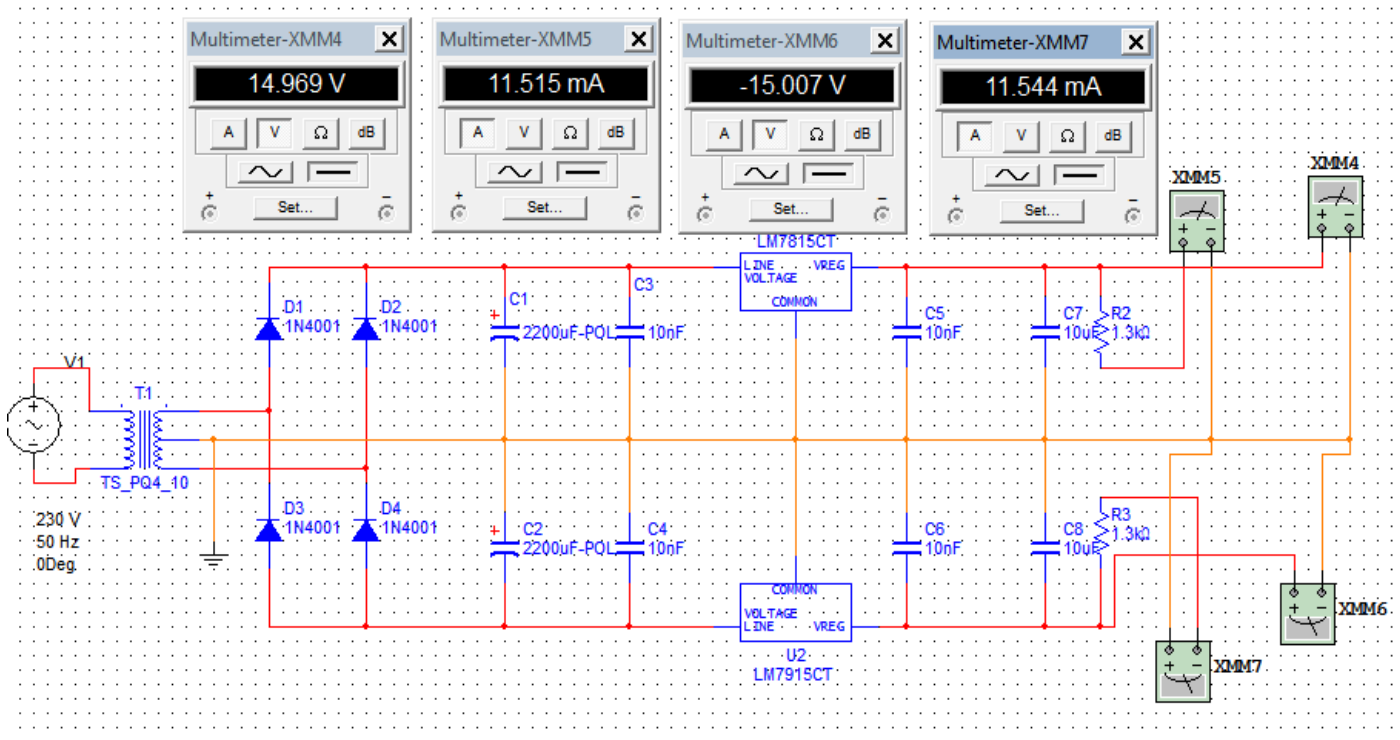 Multimeter-XMM4
Multimeter-XMM5
Multimeter-XMM6
Multimeter-XMM7
14.969 V
11.515 mA
-15.007 V
11.544 mA
A V Ω dB
A V Ω dB
A V Ω dB
A V Ω dB
+ Set... −
+ Set... −
+ Set... −
+ Set... −
XMM5
XMM4
LM7815CT
LINE VREG
VOLTAGE
COMMON
D1
1N4001
D2
1N4001
C1
2200uF-POL
C3
10nF
C5
10nF
C7
10uF
R2
1.3kΩ
V1
T1
TS_PQ4_10
230 V
50 Hz
0Deg
D3
1N4001
D4
1N4001
C2
2200uF-POL
C4
10nF
C6
10nF
C8
10uF
R3
1.3kΩ
COMMON
VOLTAGE
LINE VREG
U2
LM7915CT
XMM6
XMM7